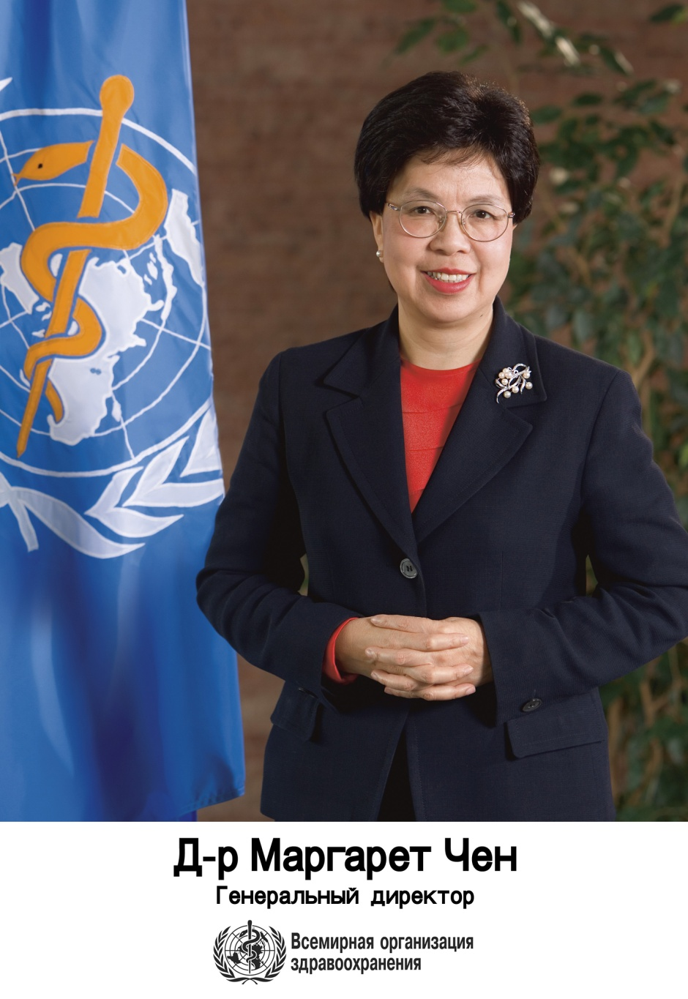 Д-р Маргарет Чен
Генеральный директор
Всемирная организация
здравоохранения